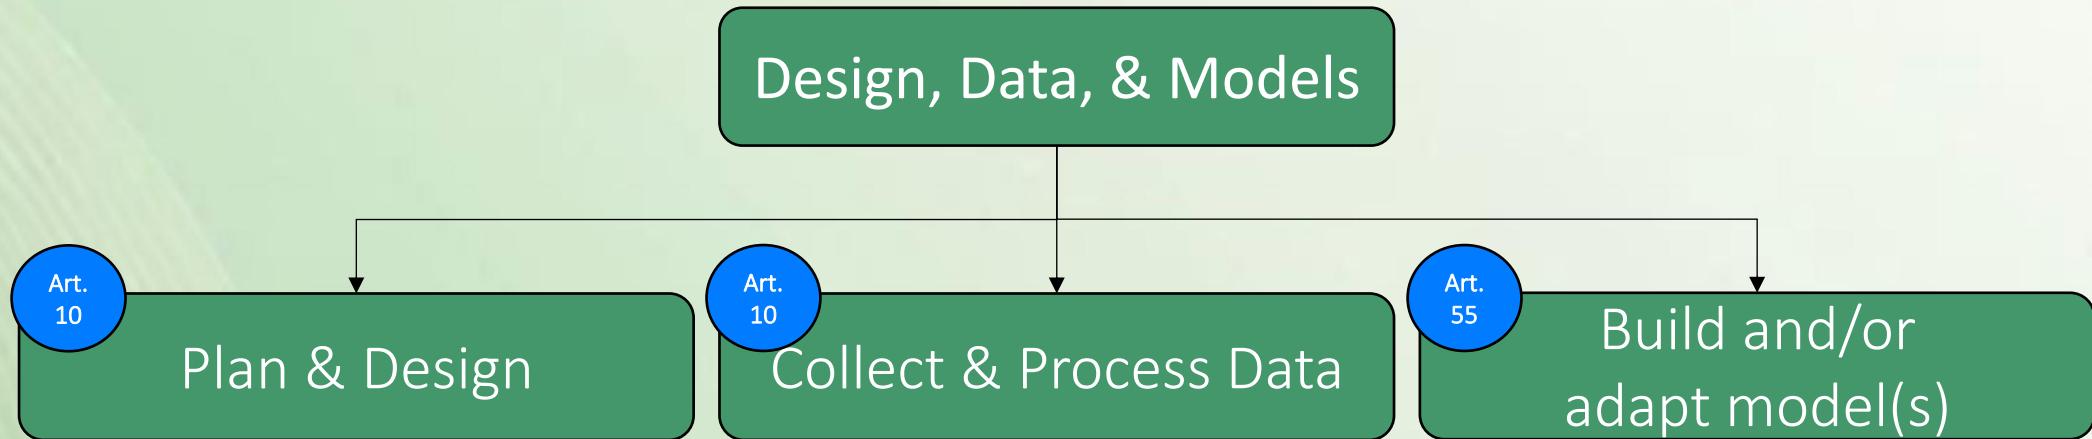 Design, Data, & Models
Art.
10
Plan & Design
Art.
10
Collect & Process Data
Art.
55
Build and/or
adapt model(s)